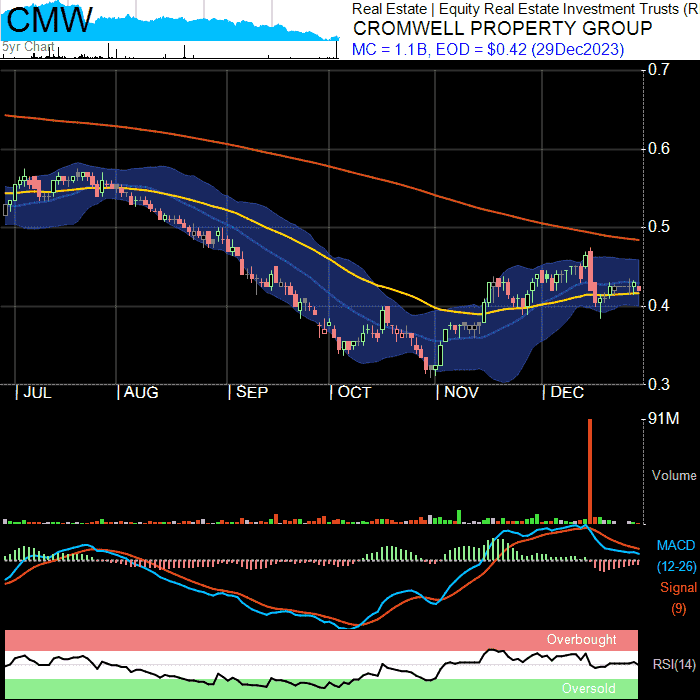 CMW
5yr Chart
Real Estate | Equity Real Estate Investment Trusts (R
CROMWELL PROPERTY GROUP
MC = 1.1B, EOD = $0.42 (29Dec2023)
0.7
0.6
0.5
0.4
0.3
JUL AUG SEP OCT NOV DEC
91M
Volume
MACD
(12-26)
Signal
(9)
Overbought
RSI(14)
Oversold